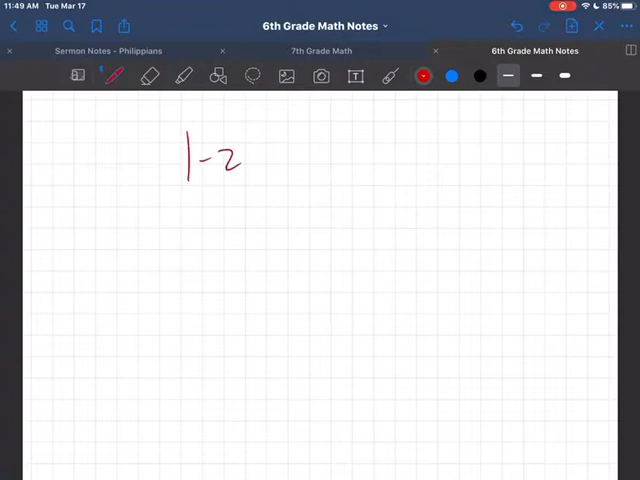 11:49 AM Tue Mar 17
85%
6th Grade Math Notes
Sermon Notes - Philippians
7th Grade Math
6th Grade Math Notes
T
|-2